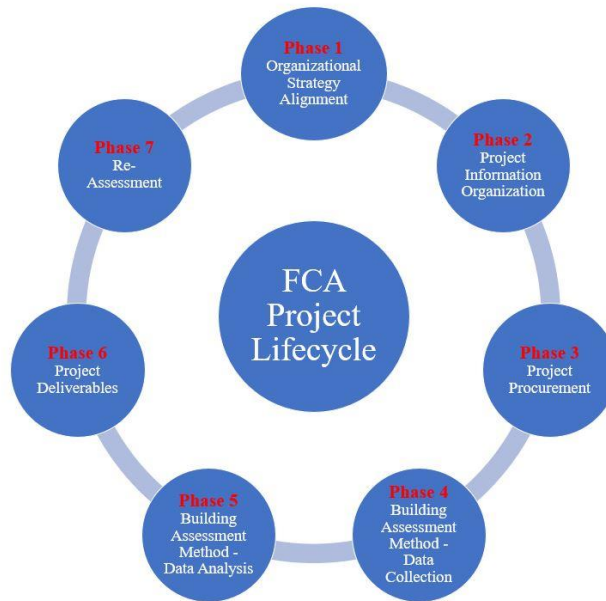 Phase 1
Organizational
Strategy
Alignment
Phase 2
Project
Information
Organization
Phase 3
Project
Procurement
Phase 4
Building
Assessment
Method -
Data
Collection
Phase 5
Building
Assessment
Method -
Data Analysis
Phase 6
Project
Deliverables
Phase 7
Re-
Assessment
FCA
Project
Lifecycle